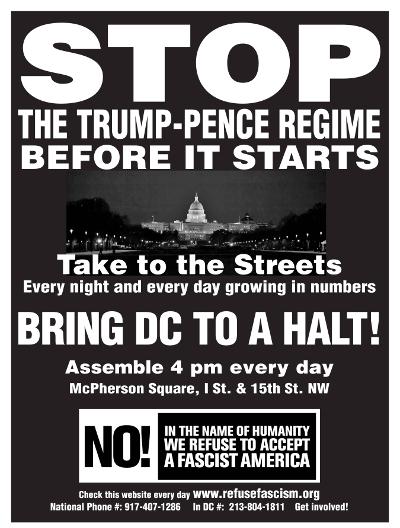 STOP
THE TRUMP-PENCE REGIME
BEFORE IT STARTS
Take to the Streets
Every night and every day growing in numbers
BRING DC TO A HALT!
Assemble 4 pm every day
McPherson Square, I St. & 15th St. NW
NO!
IN THE NAME OF HUMANITY
WE REFUSE TO ACCEPT
A FASCIST AMERICA
Check this website every day www.refusefascism.org
National Phone #: 917-407-1286 In DC #: 213-804-1811 Get involved!